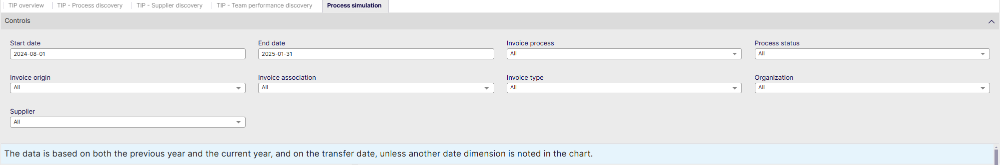 TIP overview TIP - Process discovery TIP - Supplier discovery TIP - Team performance discovery Process simulation
Controls
Start date End date Invoice process Process status
2024-08-01 2025-01-31 All All
Invoice origin Invoice association Invoice type Organization
All All All All
Supplier
All
The data is based on both the previous year and the current year, and on the transfer date, unless another date dimension is noted in the chart.